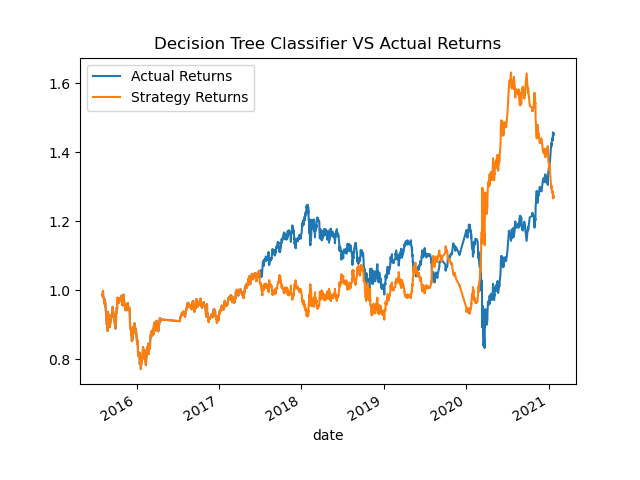 Decision Tree Classifier VS Actual Returns
Actual Returns
Strategy Returns
1.6
1.4
1.2
1.0
0.8
2016
2017
2018
2019
2020
2021
date